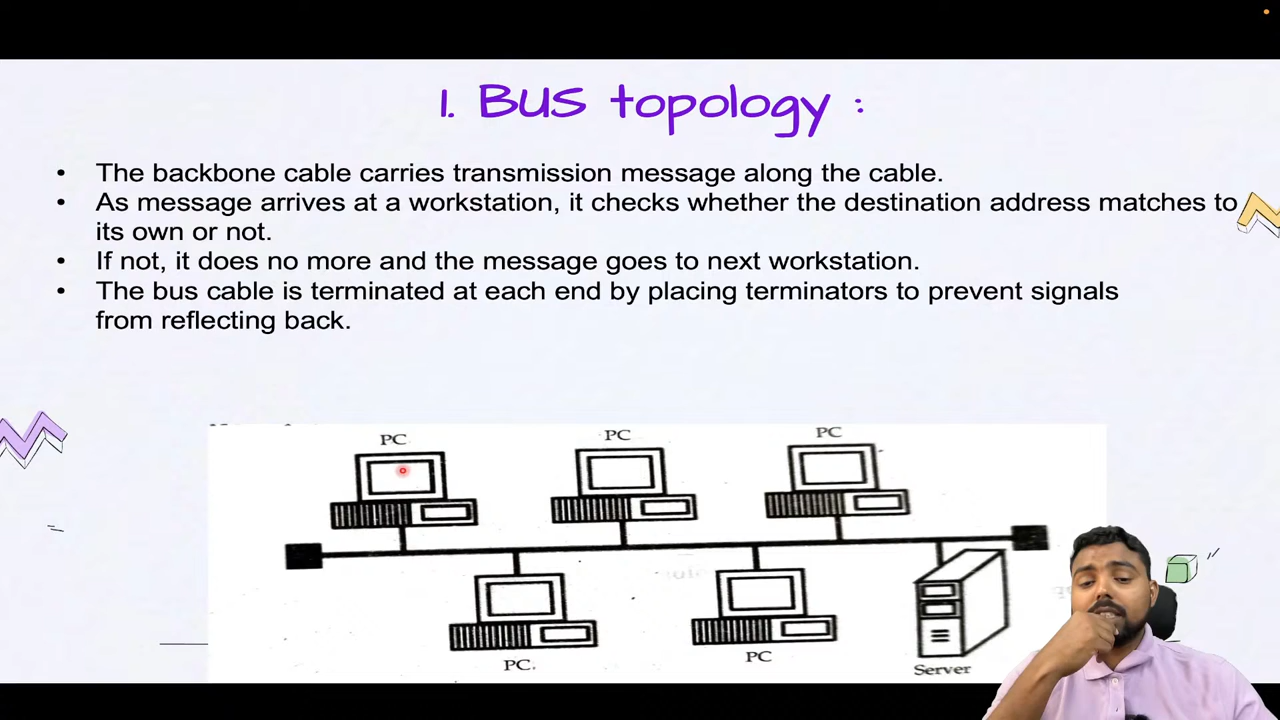 1. BUS topology :
• The backbone cable carries transmission message along the cable.
• As message arrives at a workstation, it checks whether the destination address matches to
its own or not.
• If not, it does no more and the message goes to next workstation.
• The bus cable is terminated at each end by placing terminators to prevent signals
from reflecting back.
PC
PC
PC
PC.
PC
Server